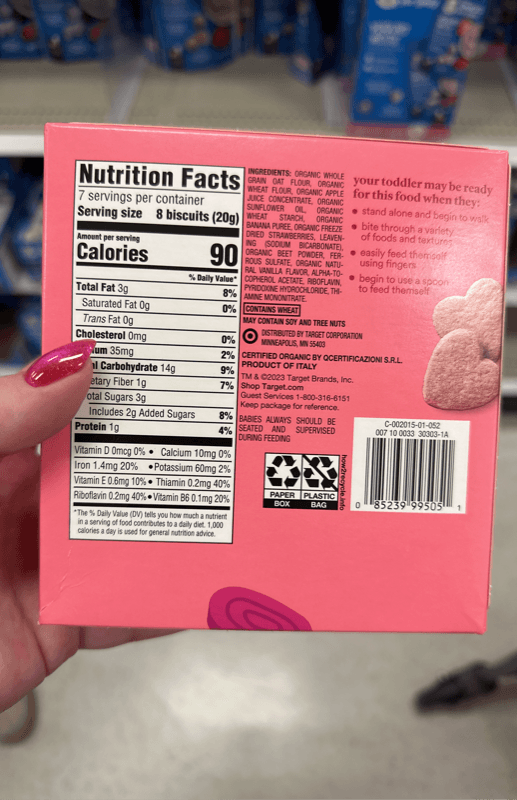 Nutrition Facts
7 servings per container
Serving size 8 biscuits (20g)
Amount per serving
Calories 90
% Daily Value*
Total Fat 3g 8%
Saturated Fat 0g 0%
Trans Fat 0g
Cholesterol 0mg 0%
um 35mg 2%
l Carbohydrate 14g 9%
etary Fiber 1g 7%
otal Sugars 3g
Includes 2g Added Sugars 8%
Protein 1g 4%
Vitamin D 0mcg 0% • Calcium 10mg 0%
Iron 1.4mg 20% • Potassium 60mg 2%
Vitamin E 0.6mg 10% • Thiamin 0.2mg 40%
Riboflavin 0.2mg 40% • Vitamin B6 0.1mg 20%
*The % Daily Value (DV) tells you how much a nutrient
in a serving of food contributes to a daily diet. 1,000
calories a day is used for general nutrition advice.
INGREDIENTS: ORGANIC WHOLE
GRAIN OAT FLOUR, ORGANIC
WHEAT FLOUR, ORGANIC APPLE
JUICE CONCENTRATE, ORGANIC
SUNFLOWER OIL, ORGANIC
WHEAT STARCH, ORGANIC
BANANA PUREE, ORGANIC FREEZE
DRIED STRAWBERRIES, LEAVEN-
ING (SODIUM BICARBONATE),
ORGANIC BEET POWDER, FER-
ROUS SULFATE, ORGANIC NATU-
RAL VANILLA FLAVOR, ALPHA-TO-
COPHEROL ACETATE, RIBOFLAVIN,
PYRIDOXINE HYDROCHLORIDE, THI-
AMINE MONONITRATE.
CONTAINS WHEAT
MAY CONTAIN SOY AND TREE NUTS
DISTRIBUTED BY TARGET CORPORATION
MINNEAPOLIS, MN 55403
CERTIFIED ORGANIC BY QCERTIFICAZIONI S.R.L.
PRODUCT OF ITALY
TM & ©2023 Target Brands, Inc.
Shop Target.com
Guest Services 1-800-316-6151
Keep package for reference.
BABIES ALWAYS SHOULD BE
SEATED AND SUPERVISED
DURING FEEDING
PAPER PLASTIC
BOX BAG
how2recycle.info
your toddler may be ready
for this food when they:
• stand alone and begin to walk
• bite through a variety
of foods and textures
• easily feed themself
using fingers
• begin to use a spoon
to feed themself
C-002015-01-052
007 10 0033 30303-1A
0 85239 99505 1